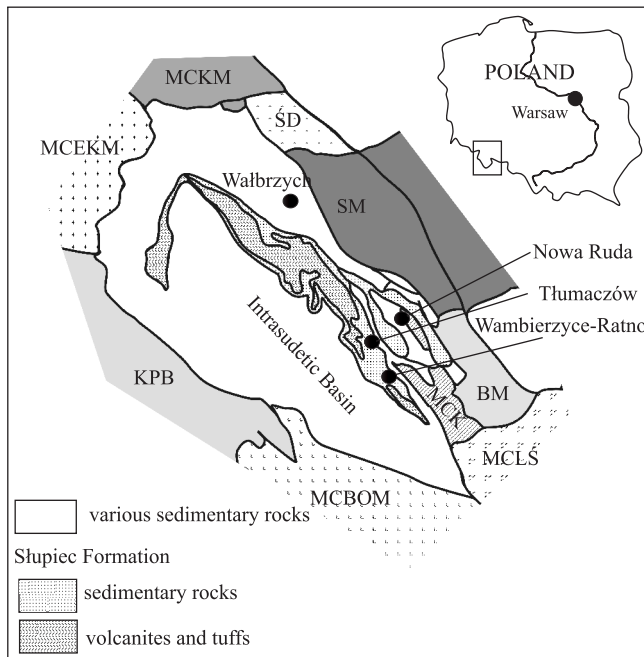 MCKM
POLAND
Warsaw
ŚD
MCEKM
Wałbrzych
SM
Nowa Ruda
Tłumaczów
Wambierzyce-Ratno
Intrasudetic Basin
KPB
MCK
BM
MCLŚ
MCBOM
various sedimentary rocks
Słupiec Formation
sedimentary rocks
volcanites and tuffs